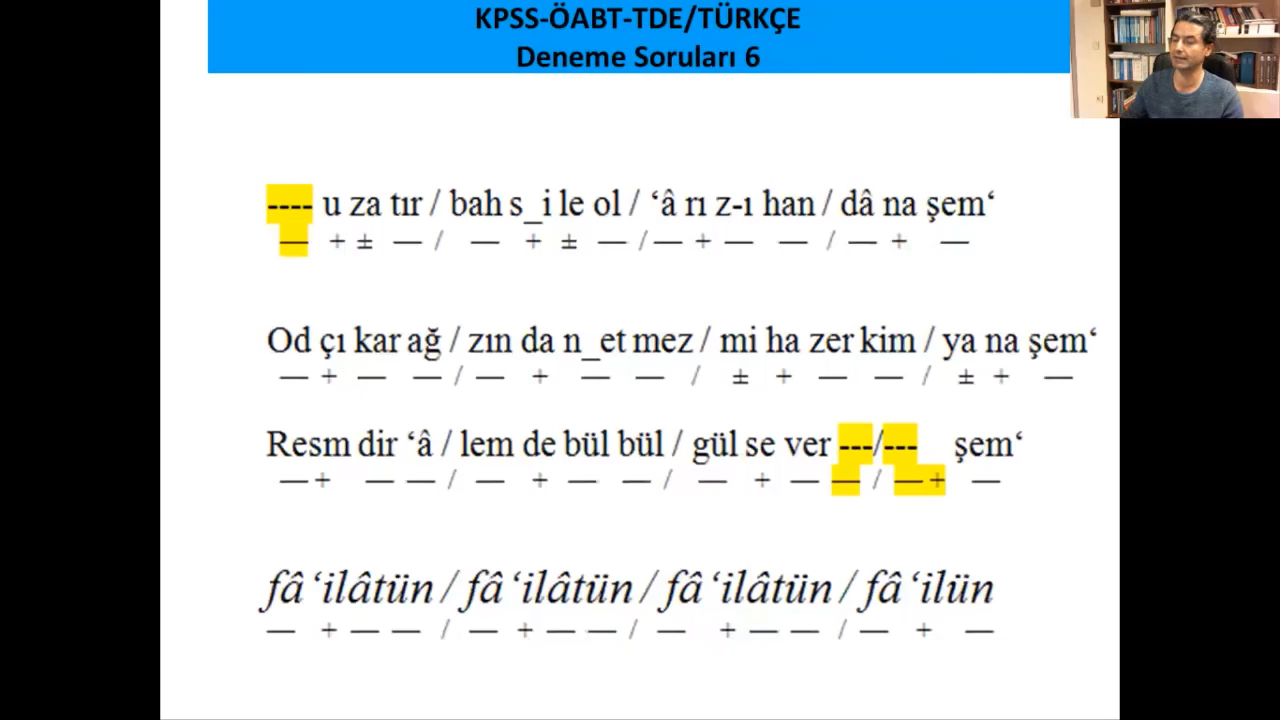 KPSS-ÖABT-TDE/TÜRKÇE
Deneme Soruları 6
---- u za tır / bah s_i le ol / ‘â rı z-ı han / dâ na şem‘
— + ± — / — + ± — / — + — — / — + —
Od çı kar ağ / zın da n_et mez / mi ha zer kim / ya na şem‘
— + — — / — + — — / ± + — — / ± + —
Resm dir ‘â / lem de bül bül / gül se ver ---/--- şem‘
— + — — / — + — — / — + — — / — + —
fâ ‘ilâtün / fâ ‘ilâtün / fâ ‘ilâtün / fâ ‘ilün
— + — — / — + — — / — + — — / — + —